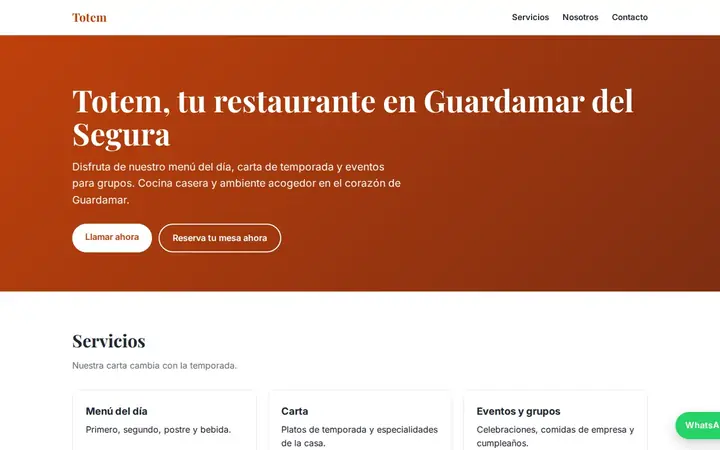 Totem
Servicios Nosotros Contacto
Totem, tu restaurante en Guardamar del
Segura
Disfruta de nuestro menú del día, carta de temporada y eventos
para grupos. Cocina casera y ambiente acogedor en el corazón de
Guardamar.
Llamar ahora
Reserva tu mesa ahora
Servicios
Nuestra carta cambia con la temporada.
Menú del día
Primero, segundo, postre y bebida.
Carta
Platos de temporada y especialidades
de la casa.
Eventos y grupos
Celebraciones, comidas de empresa y
cumpleaños.
WhatsA